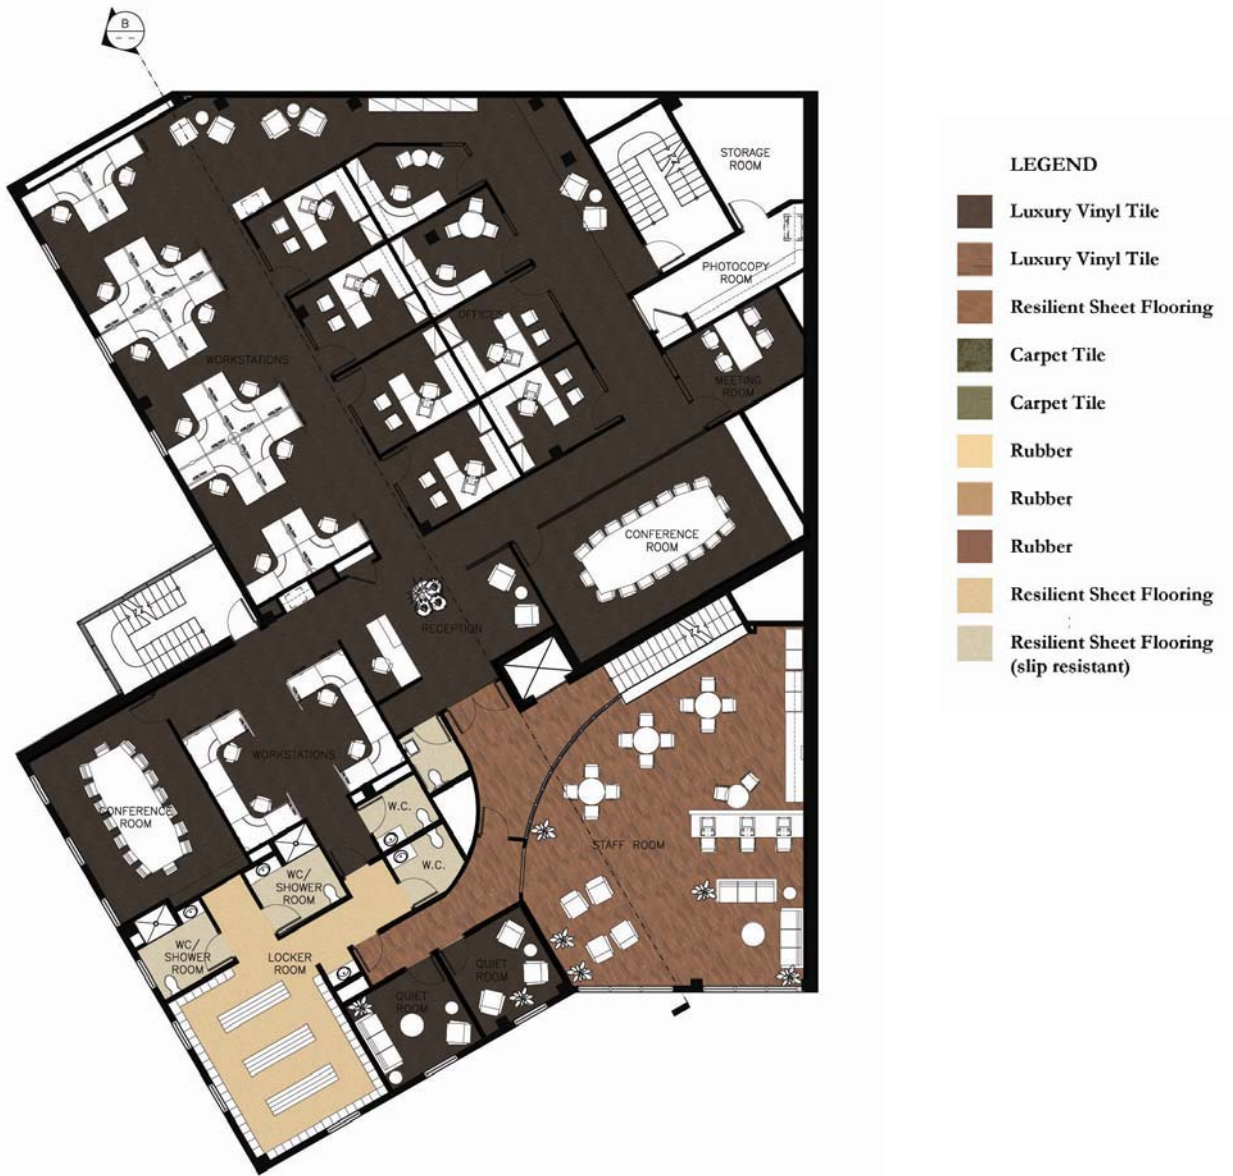 B
STORAGE
ROOM
PHOTOCOPY
ROOM
OFFICES
WORKSTATIONS
MEETING
ROOM
CONFERENCE
ROOM
RECEPTION
WORKSTATIONS
CONFERENCE
ROOM
W.C.
W.C.
STAFF ROOM
WC/
SHOWER
ROOM
WC/
SHOWER
ROOM
LOCKER
ROOM
QUIET
ROOM
QUIET
ROOM
LEGEND
Luxury Vinyl Tile
Luxury Vinyl Tile
Resilient Sheet Flooring
Carpet Tile
Carpet Tile
Rubber
Rubber
Rubber
Resilient Sheet Flooring
Resilient Sheet Flooring
(slip resistant)